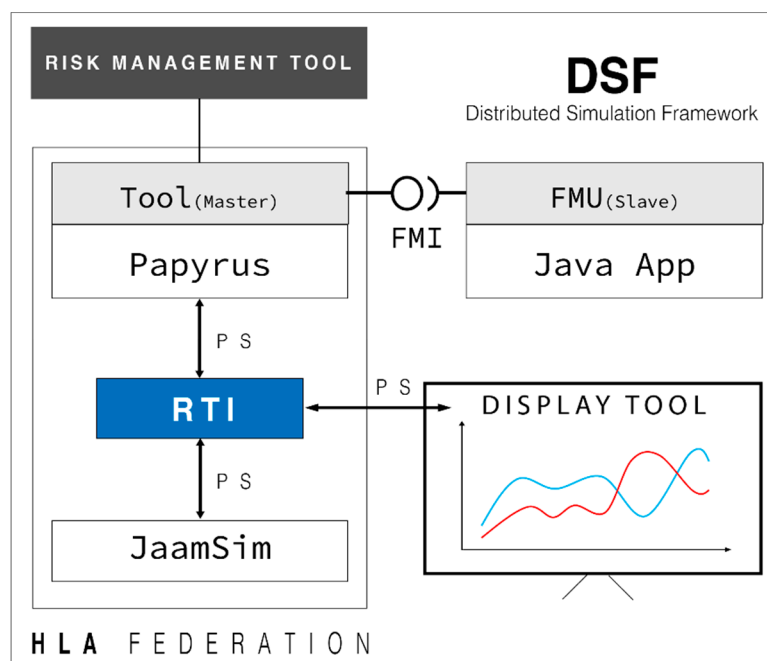 RISK MANAGEMENT TOOL
DSF
Distributed Simulation Framework
Tool(Master)
FMU(Slave)
FMI
Papyrus
Java App
P S
RTI
P S
DISPLAY TOOL
P S
JaamSim
HLA FEDERATION